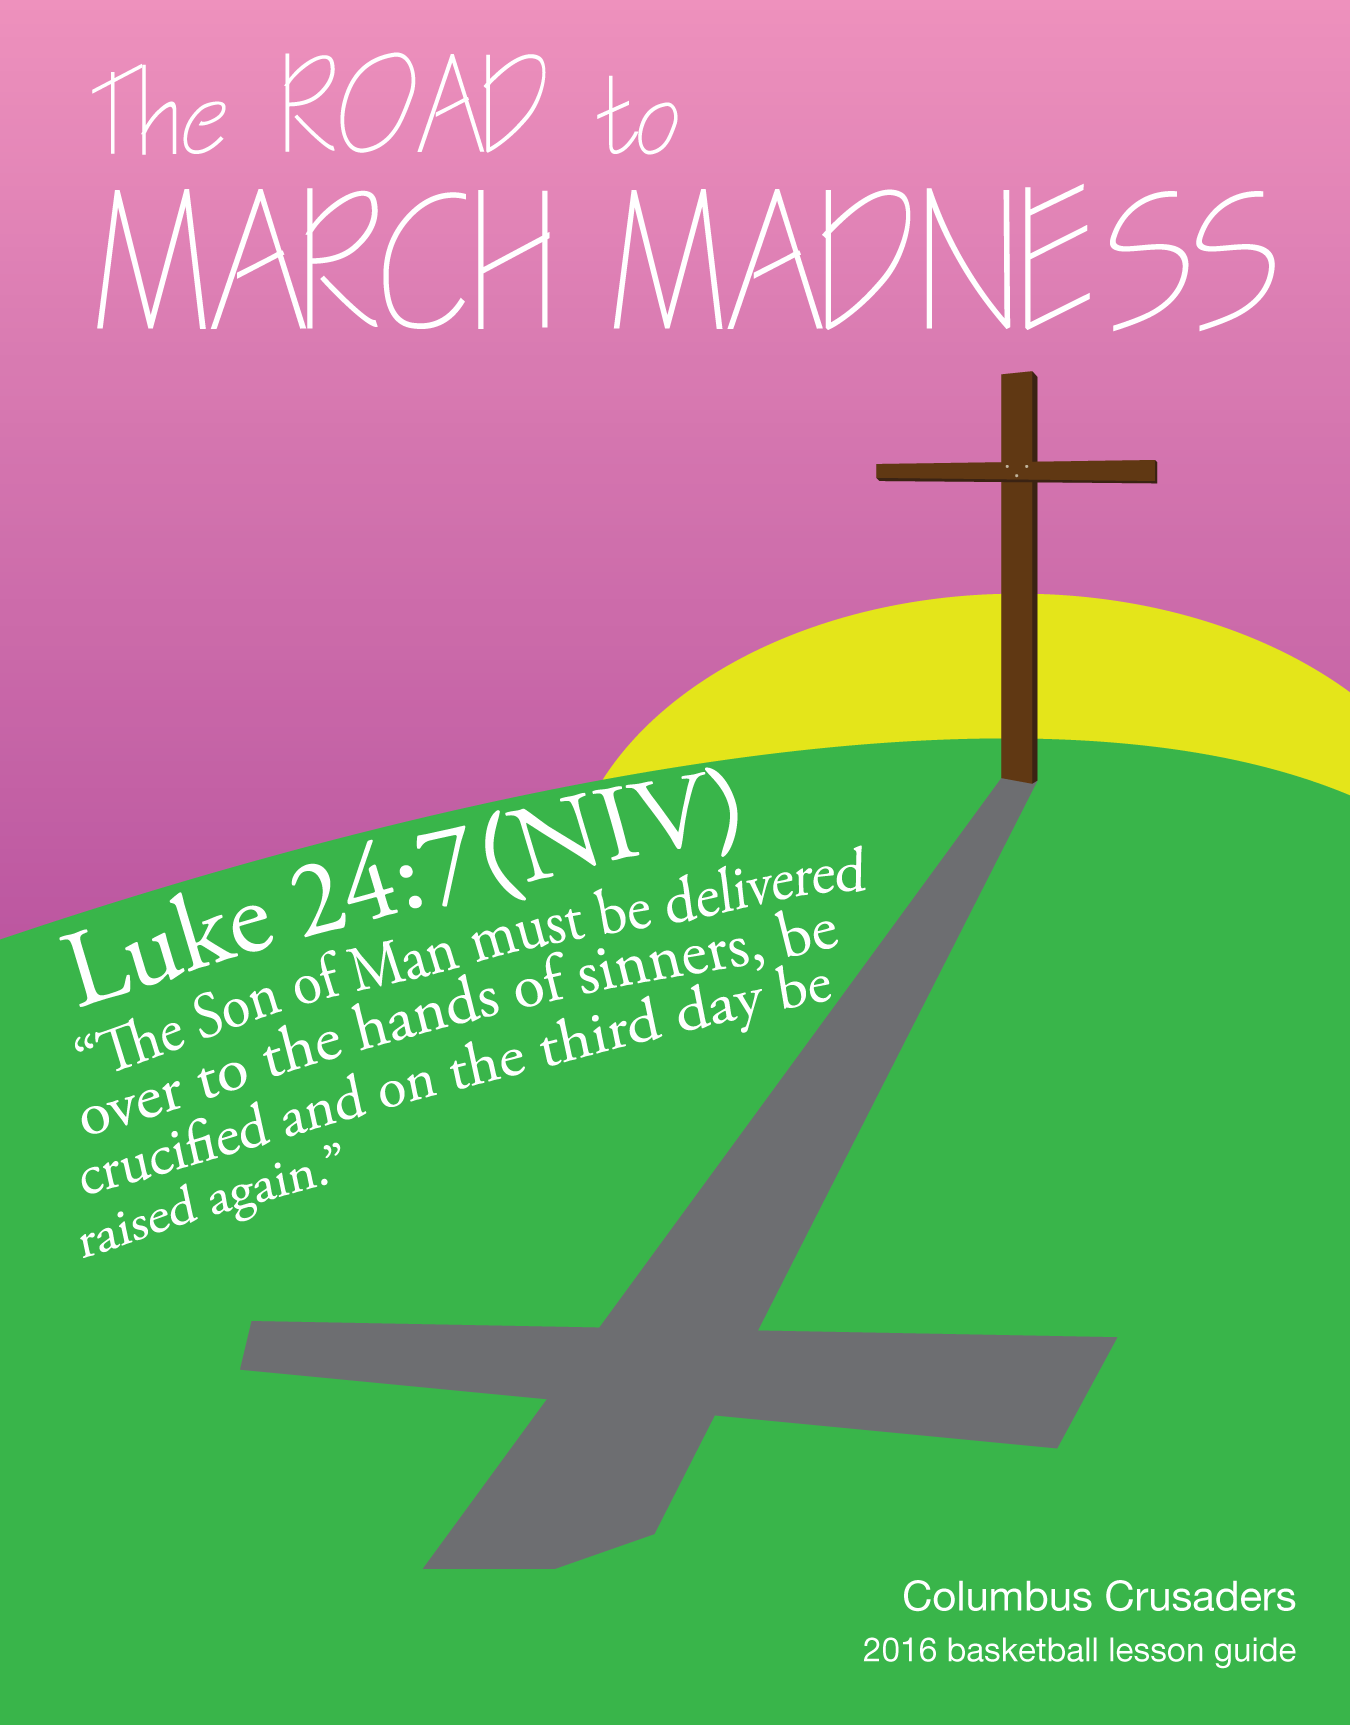 The ROAD to
MARCH MADNESS
Luke 24:7(NIV)
“The Son of Man must be delivered
over to the hands of sinners, be
crucified and on the third day be
raised again.”
Columbus Crusaders
2016 basketball lesson guide